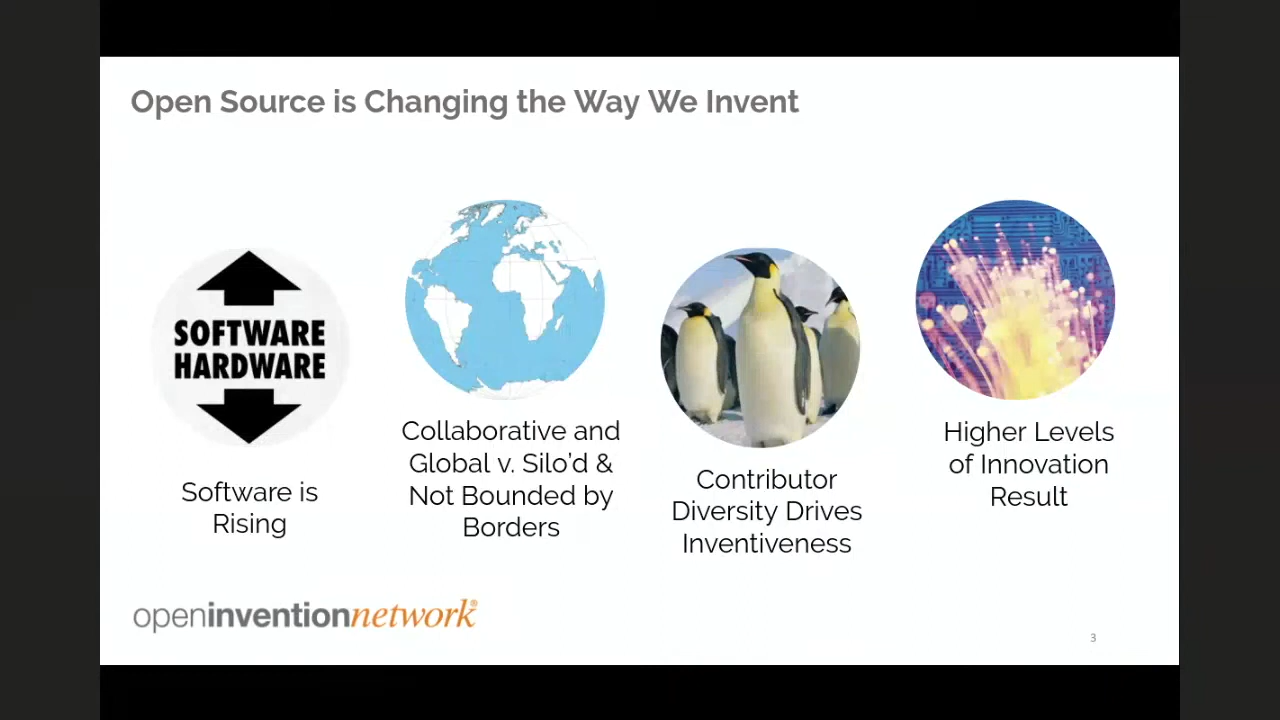 Open Source is Changing the Way We Invent
SOFTWARE
HARDWARE
Software is
Rising
Collaborative and
Global v. Silo'd &
Not Bounded by
Borders
Contributor
Diversity Drives
Inventiveness
Higher Levels
of Innovation
Result
openinventionnetwork®
3